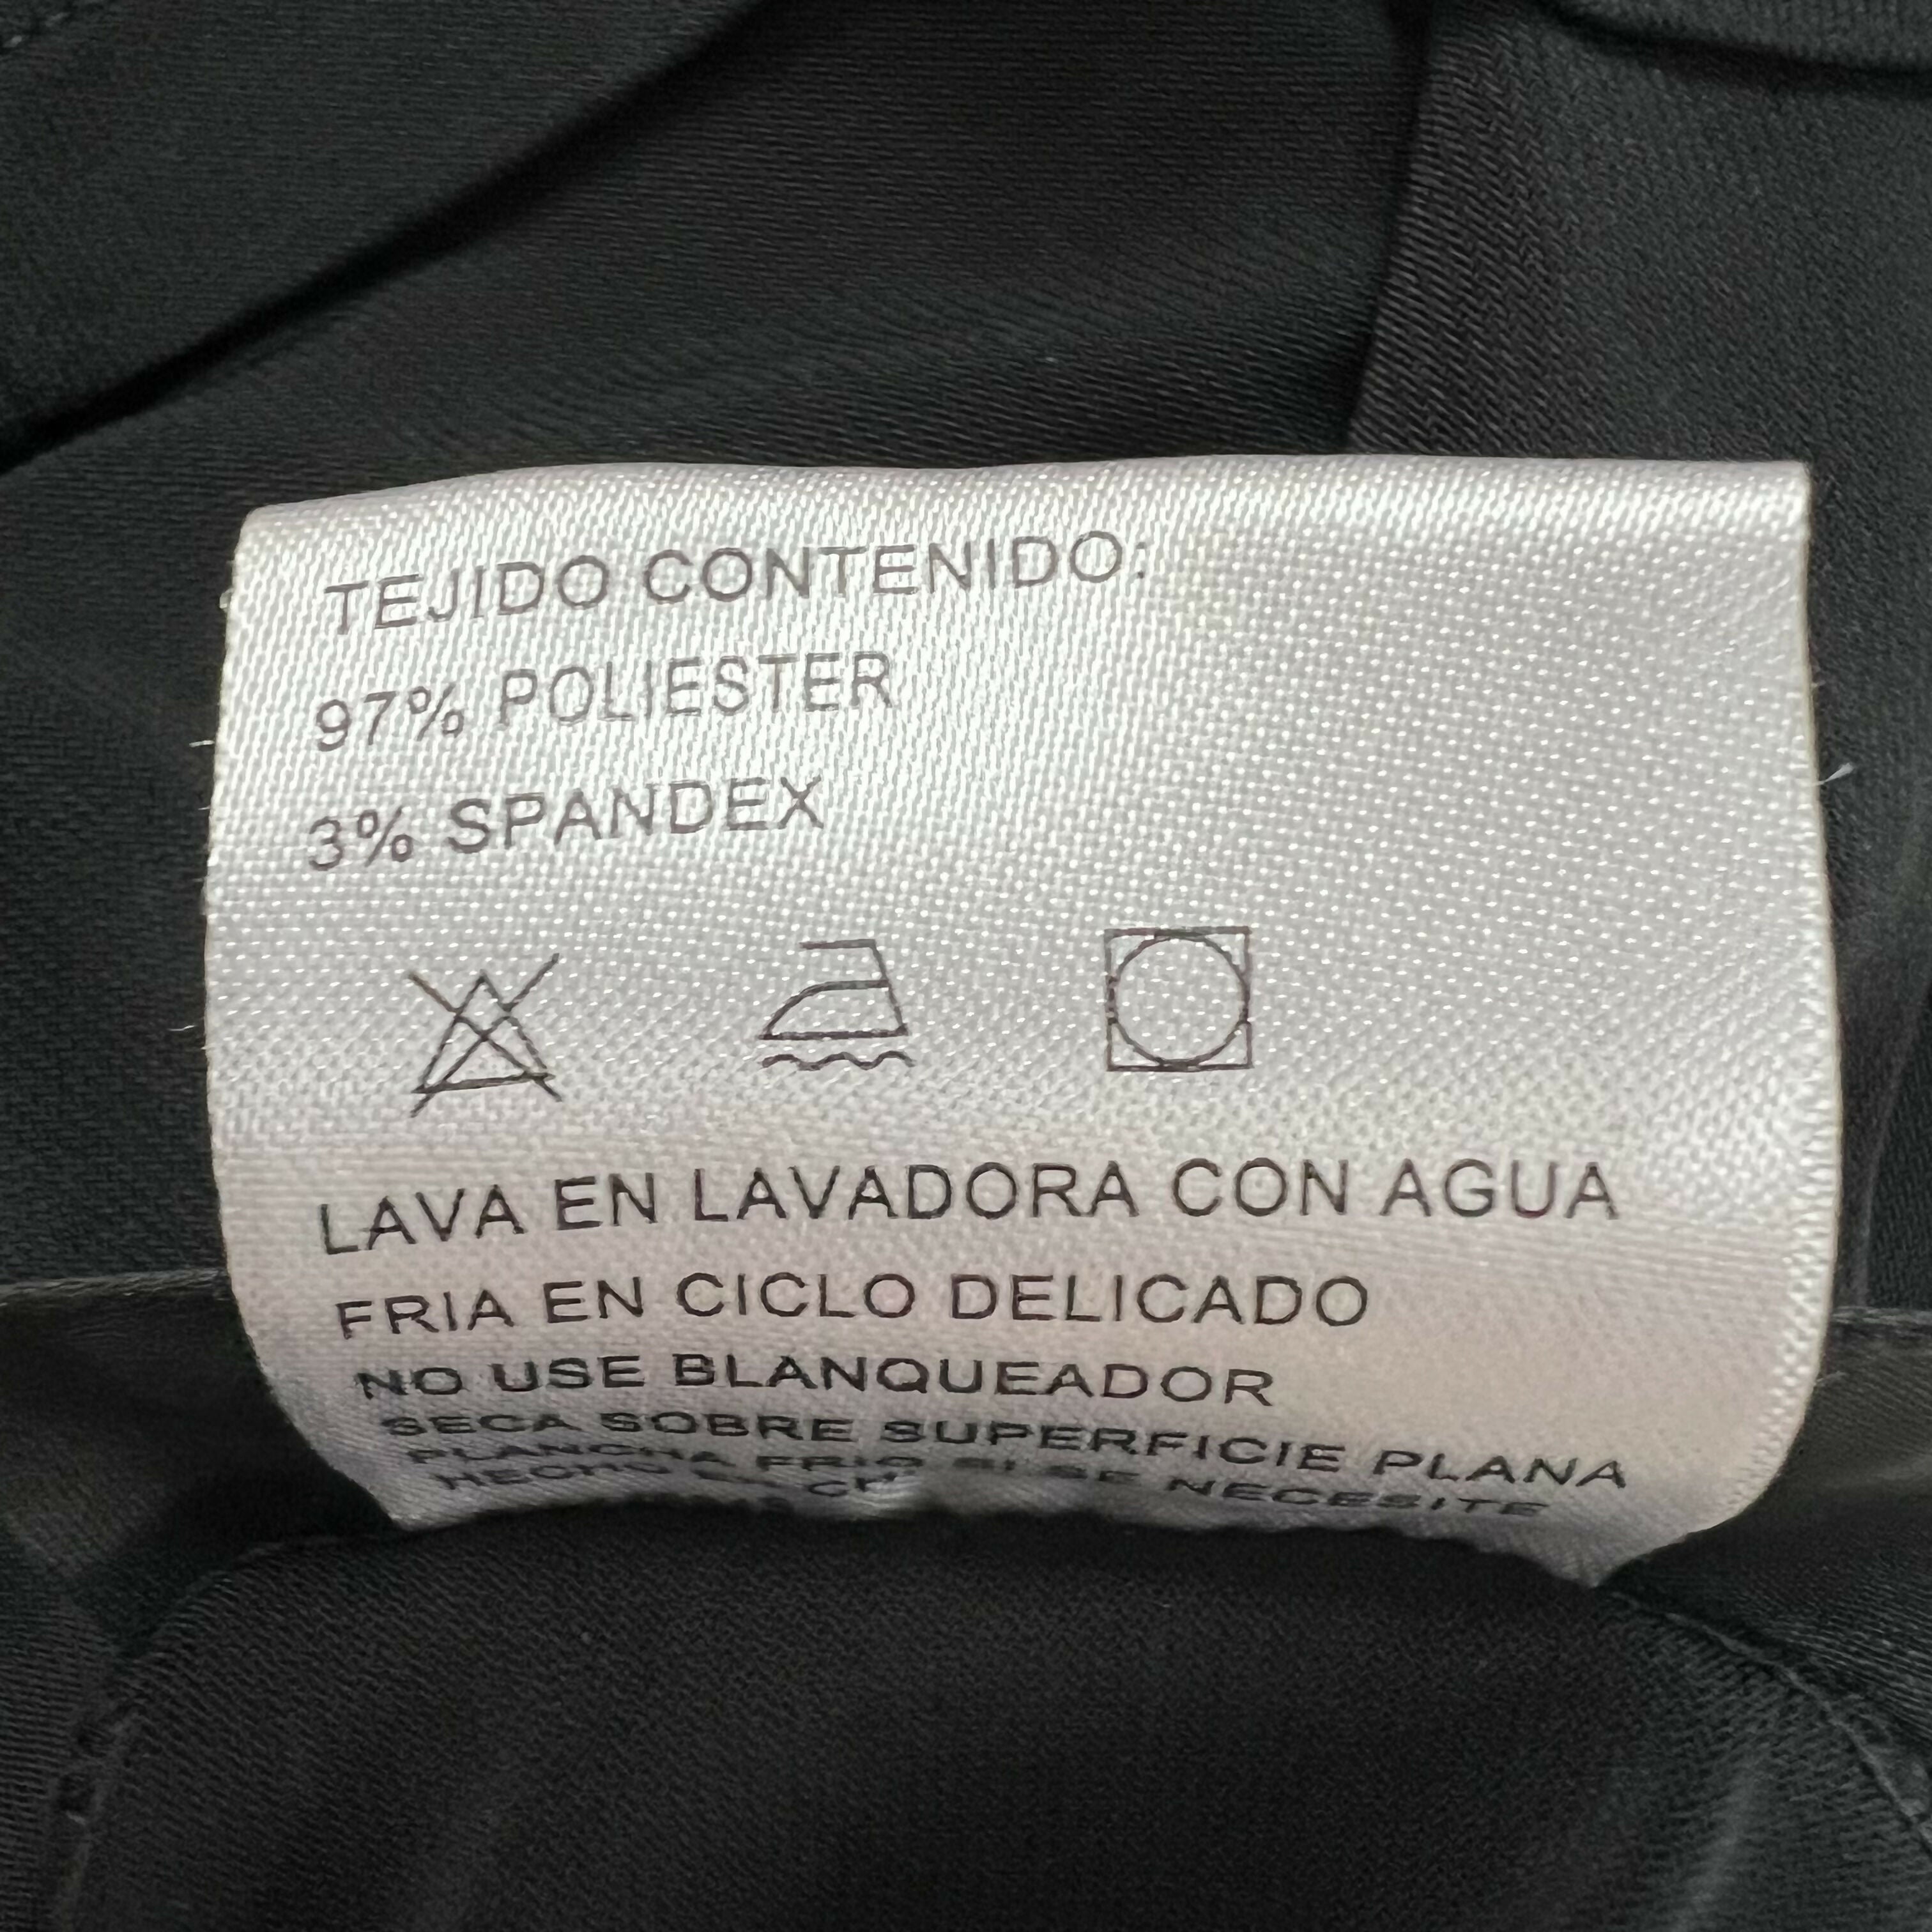 TEJIDO CONTENIDO:
97% POLIESTER
3% SPANDEX
LAVA EN LAVADORA CON AGUA
FRIA EN CICLO DELICADO
NO USE BLANQUEADOR
SECA SOBRE SUPERFICIE PLANA
PLANCHA FRIO SI SE NECESITE
HECHO